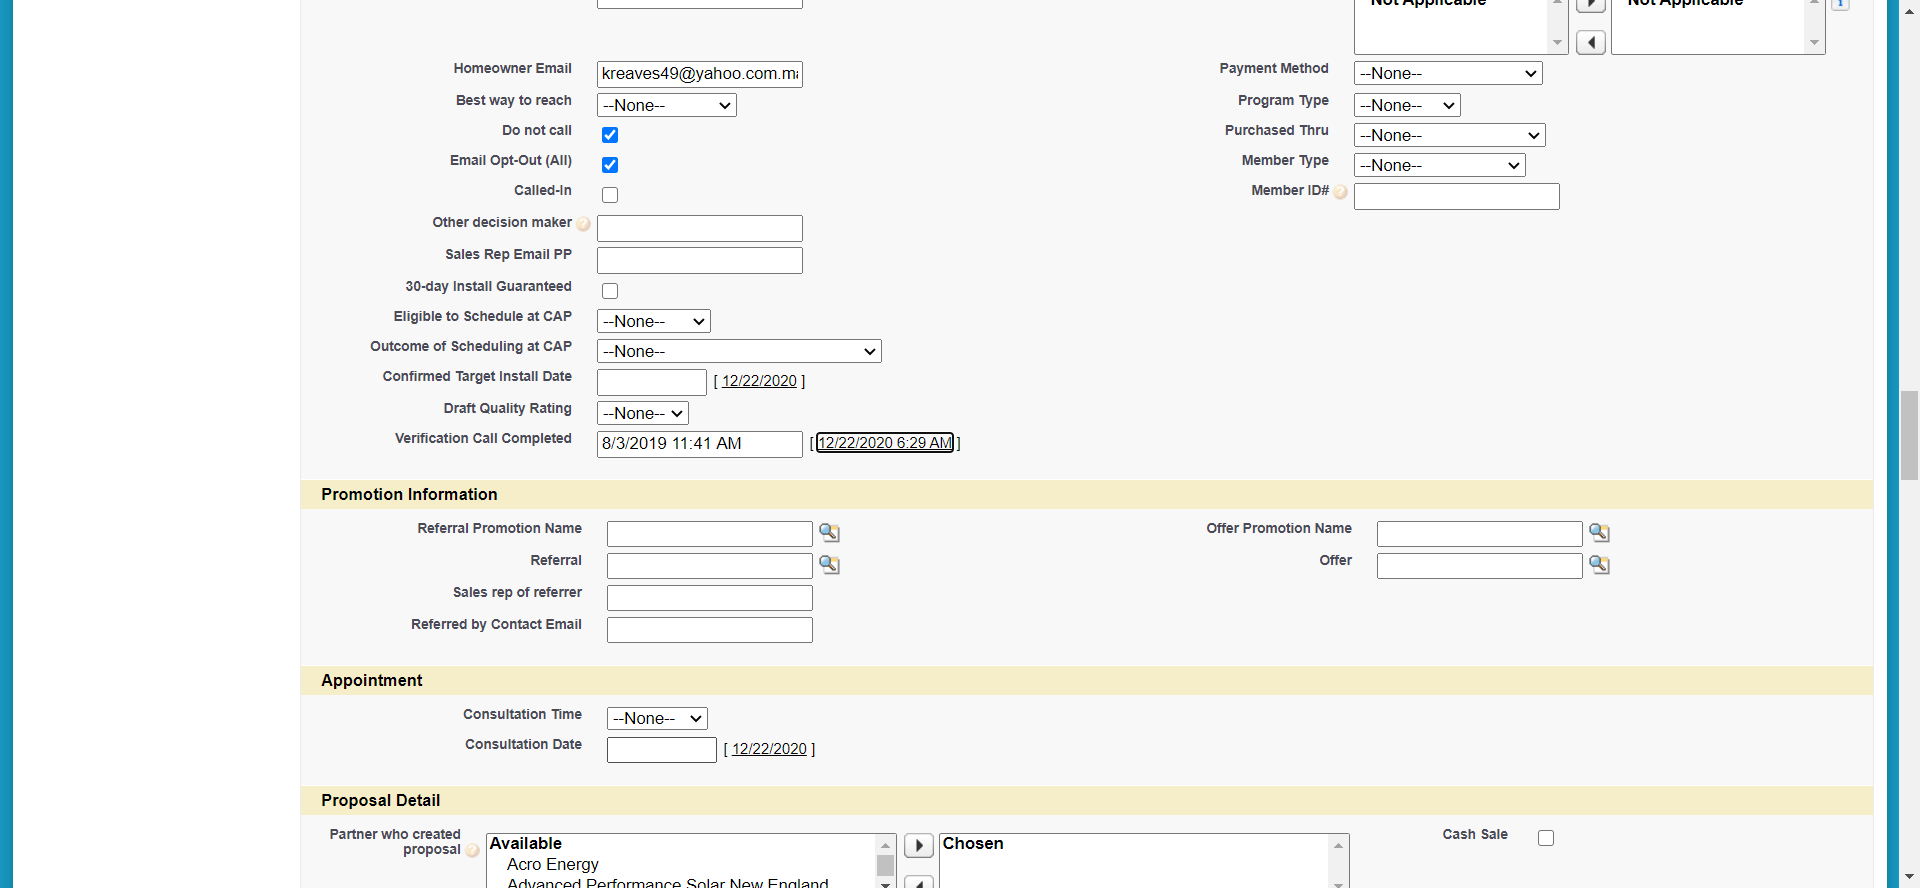 Not Applicable
Not Applicable
Homeowner Email kreaves49@yahoo.com.ma
Payment Method --None--
Best way to reach --None--
Program Type --None--
Do not call
Purchased Thru --None--
Email Opt-Out (All)
Member Type --None--
Called-In
Member ID#
Other decision maker
Sales Rep Email PP
30-day Install Guaranteed
Eligible to Schedule at CAP --None--
Outcome of Scheduling at CAP --None--
Confirmed Target Install Date [ 12/22/2020 ]
Draft Quality Rating --None--
Verification Call Completed 8/3/2019 11:41 AM [ 12/22/2020 6:29 AM ]
Promotion Information
Referral Promotion Name
Offer Promotion Name
Referral
Offer
Sales rep of referrer
Referred by Contact Email
Appointment
Consultation Time --None--
Consultation Date [ 12/22/2020 ]
Proposal Detail
Partner who created
proposal
Available
Acro Energy
Advanced Performance Solar New England
Chosen
Cash Sale